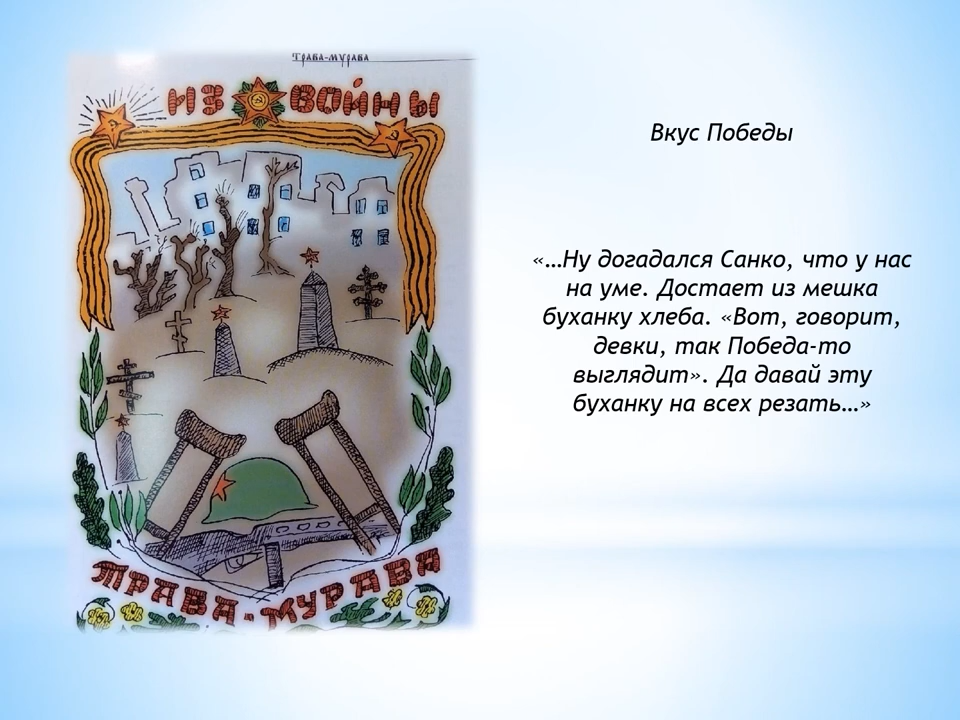 ТРАВА-МУРАВА
ИЗ ВОЙНЫ
ТРАВА-МУРАВА
Вкус Победы
«…Ну догадался Санко, что у нас
на уме. Достает из мешка
буханку хлеба. «Вот, говорит,
девки, так Победа-то
выглядит». Да давай эту
буханку на всех резать…»